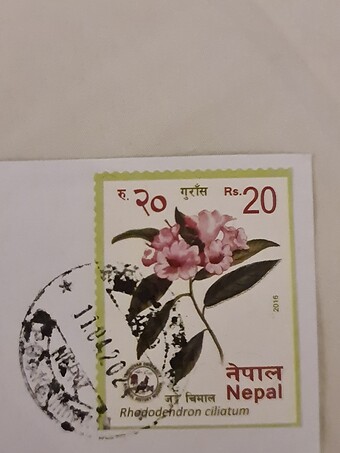 रु. २० गुराँस Rs. 20
2016
नेपाल
जुरे चिमाल Nepal
Rhododendron ciliatum